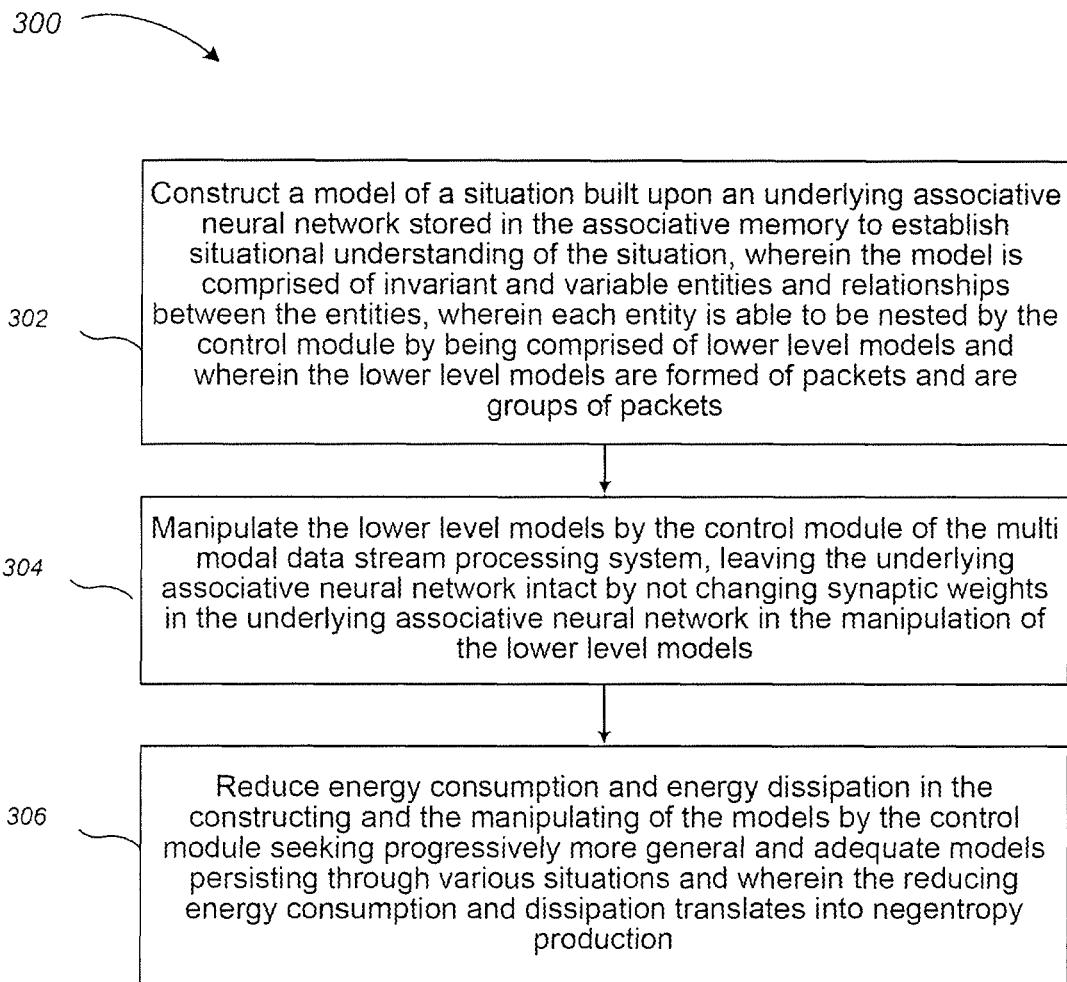 300
Construct a model of a situation built upon an underlying associative
neural network stored in the associative memory to establish
situational understanding of the situation, wherein the model is
comprised of invariant and variable entities and relationships
between the entities, wherein each entity is able to be nested by the
control module by being comprised of lower level models and
wherein the lower level models are formed of packets and are
groups of packets
302
Manipulate the lower level models by the control module of the multi
modal data stream processing system, leaving the underlying
associative neural network intact by not changing synaptic weights
in the underlying associative neural network in the manipulation of
the lower level models
304
Reduce energy consumption and energy dissipation in the
constructing and the manipulating of the models by the control
module seeking progressively more general and adequate models
persisting through various situations and wherein the reducing
energy consumption and dissipation translates into negentropy
production
306